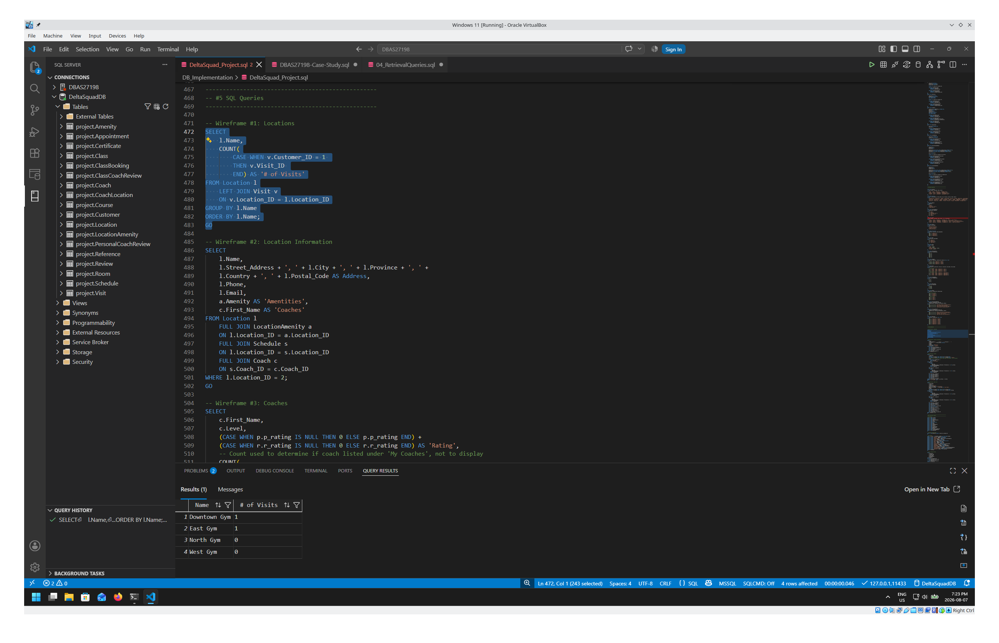 Windows 11 [Running] - Oracle VirtualBox
File Machine View Input Devices Help
File Edit Selection View Go Run Terminal Help
DBAS27198
Sign In
SQL SERVER
DeltaSquad_Project.sql 2
DBAS27198-Case-Study.sql
04_RetrievalQueries.sql
DB_Implementation > DeltaSquad_Project.sql
2
CONNECTIONS
DBAS27198
DeltaSquadDB
Tables
External Tables
project.Amenity
project.Appointment
project.Certificate
project.Class
project.ClassBooking
project.ClassCoachReview
project.Coach
project.CoachLocation
project.Course
project.Customer
project.Location
project.LocationAmenity
project.PersonalCoachReview
project.Reference
project.Review
project.Room
project.Schedule
project.Visit
Views
Synonyms
Programmability
External Resources
Service Broker
Storage
Security
QUERY HISTORY
SELECT⏎ l.Name,⏎...ORDER BY l.Name;...
BACKGROUND TASKS
467 --------------------------------------------------
468 -- #5 SQL Queries
469 --------------------------------------------------
470
471 -- Wireframe #1: Locations
472 SELECT
473 l.Name,
474 COUNT(
475 CASE WHEN v.Customer_ID = 1
476 THEN v.Visit_ID
477 END) AS '# of Visits'
478 FROM Location l
479 LEFT JOIN Visit v
480 ON v.Location_ID = l.Location_ID
481 GROUP BY l.Name
482 ORDER BY l.Name;
483 GO
484
485 -- Wireframe #2: Location Information
486 SELECT
487 l.Name,
488 l.Street_Address + ', ' + l.City + ', ' + l.Province + ', ' +
489 l.Country + ', ' + l.Postal_Code AS Address,
490 l.Phone,
491 l.Email,
492 a.Amenity AS 'Amentities',
493 c.First_Name AS 'Coaches'
494 FROM Location l
495 FULL JOIN LocationAmenity a
496 ON l.Location_ID = a.Location_ID
497 FULL JOIN Schedule s
498 ON l.Location_ID = s.Location_ID
499 FULL JOIN Coach c
500 ON s.Coach_ID = c.Coach_ID
501 WHERE l.Location_ID = 2;
502 GO
503
504 -- Wireframe #3: Coaches
505 SELECT
506 c.First_Name,
507 c.Level,
508 (CASE WHEN p.p_rating IS NULL THEN 0 ELSE p.p_rating END) +
509 (CASE WHEN r.r_rating IS NULL THEN 0 ELSE r.r_rating END) AS 'Rating',
510 -- Count used to determine if coach listed under 'My Coaches', not to display
511 COUNT(
PROBLEMS 2 OUTPUT DEBUG CONSOLE TERMINAL PORTS QUERY RESULTS
Results (1) Messages
Open in New Tab
Name # of Visits
1 Downtown Gym 1
2 East Gym 1
3 North Gym 0
4 West Gym 0
2 0
Ln 472, Col 1 (243 selected) Spaces: 4 UTF-8 CRLF {} SQL MSSQL SQLCMD: Off 4 rows affected 00:00:00.046 127.0.0.1,11433 DeltaSquadDB
ENG
US
7:23 PM
2026-08-07
Right Ctrl